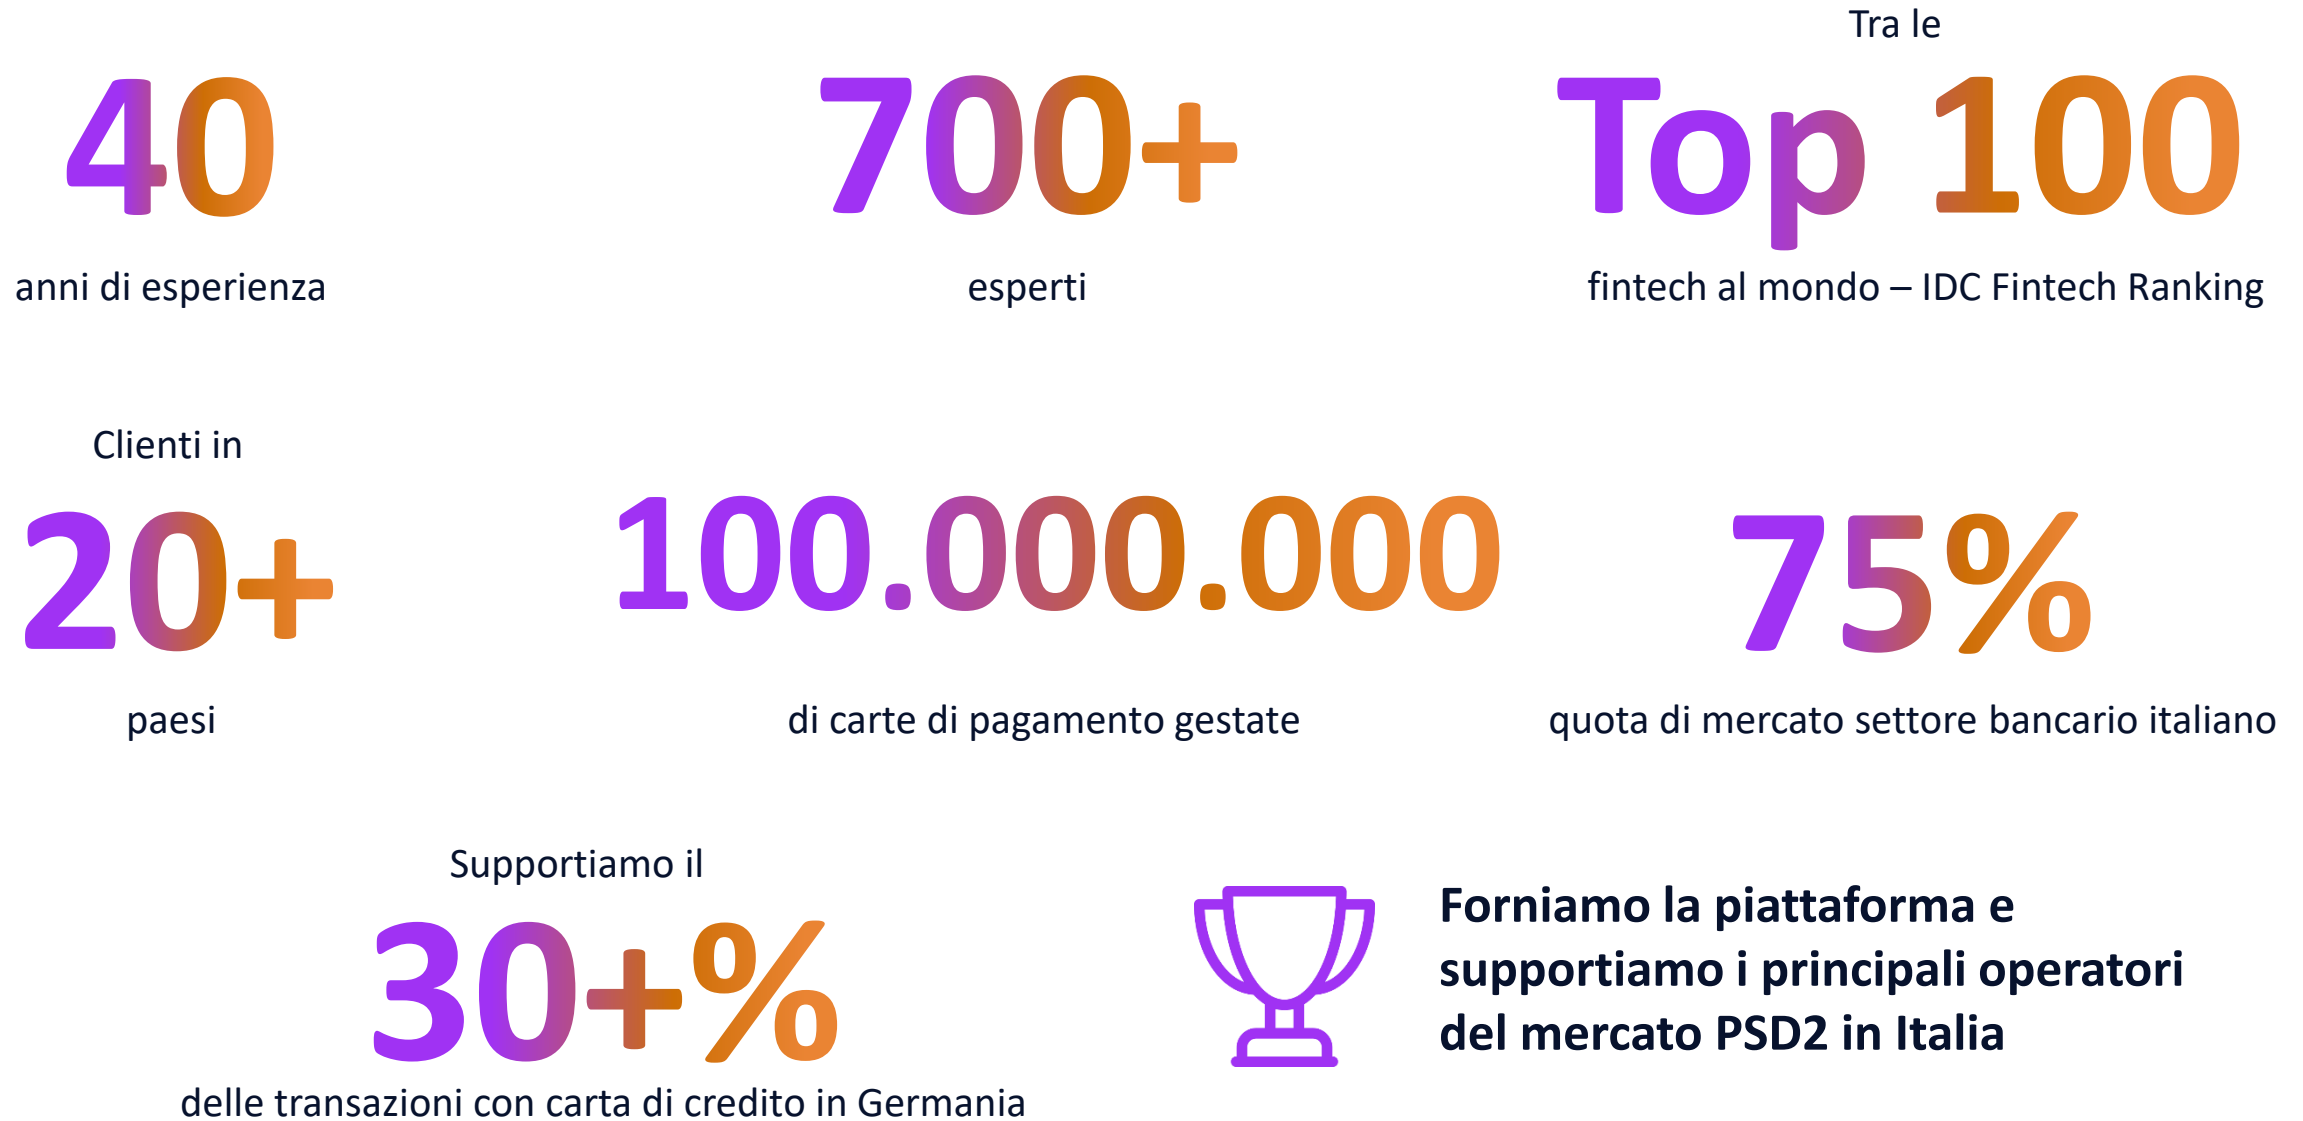 40
anni di esperienza
700+
esperti
Tra le
Top 100
fintech al mondo – IDC Fintech Ranking
Clienti in
20+
paesi
100.000.000
di carte di pagamento gestate
75%
quota di mercato settore bancario italiano
Supportiamo il
30+%
delle transazioni con carta di credito in Germania
Forniamo la piattaforma e
supportiamo i principali operatori
del mercato PSD2 in Italia